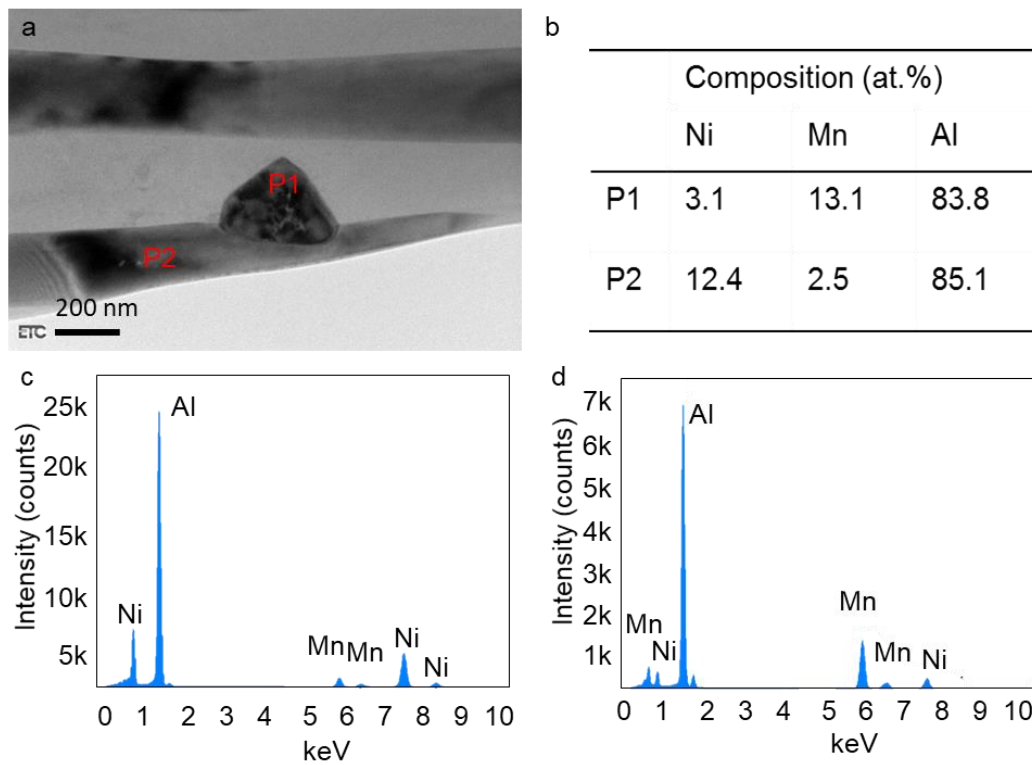 a
P1
P2
200 nm
ETC
b
Composition (at.%)
Ni Mn Al
P1 3.1 13.1 83.8
P2 12.4 2.5 85.1
c
Intensity (counts)
25k
20k
15k
10k
5k
Al
Ni
Mn Mn Ni Ni
0 1 2 3 4 5 6 7 8 9 10
keV
d
Intensity (counts)
7k
6k
5k
4k
3k
2k
1k
Al
Mn Ni
Mn Mn Ni
0 1 2 3 4 5 6 7 8 9 10
keV